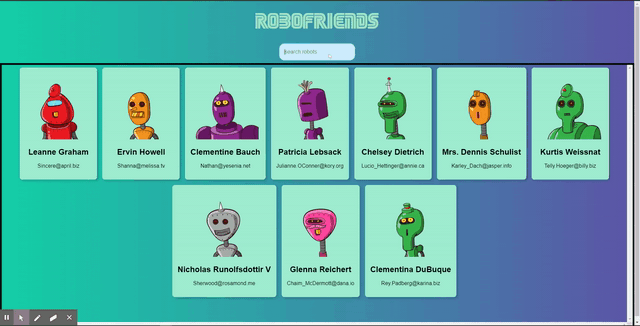 ROBOFRIENDS
search robots
Leanne Graham
Sincere@april.biz
Ervin Howell
Shanna@melissa.tv
Clementine Bauch
Nathan@yesenia.net
Patricia Lebsack
Julianne.OConner@kory.org
Chelsey Dietrich
Lucio_Hettinger@annie.ca
Mrs. Dennis Schulist
Karley_Dach@jasper.info
Kurtis Weissnat
Telly.Hoeger@billy.biz
Nicholas Runolfsdottir V
Sherwood@rosamond.me
Glenna Reichert
Chaim_McDermott@dana.io
Clementina DuBuque
Rey.Padberg@karina.biz